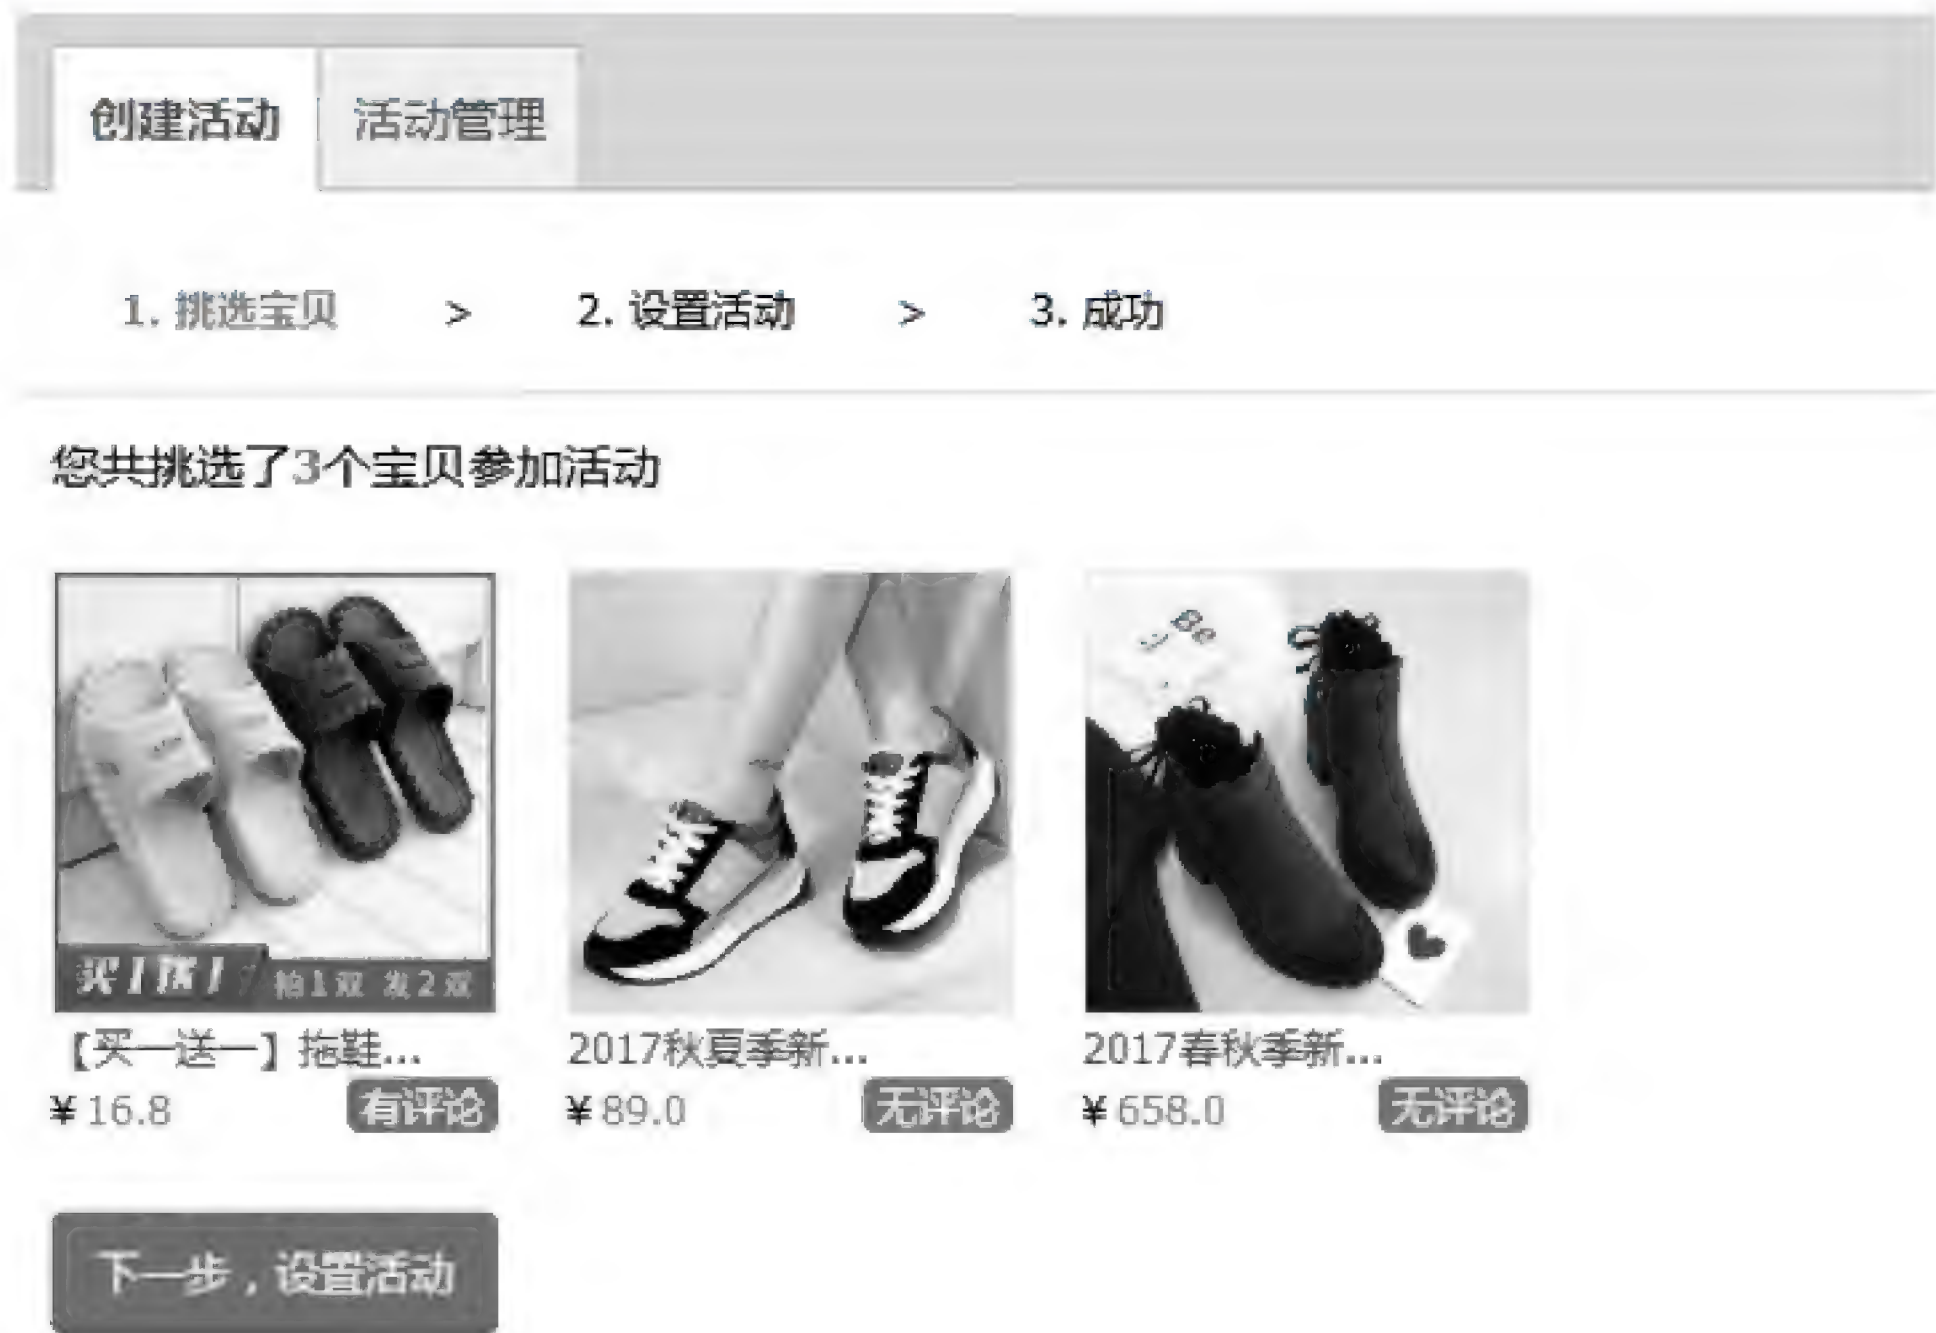 创建活动 活动管理
1. 挑选宝贝 > 2. 设置活动 > 3. 成功
您共挑选了3个宝贝参加活动
Be
买1送1 拍1双 发2双
【买一送一】拖鞋... 2017秋夏季新... 2017春秋季新...
¥16.8 有评论 ¥89.0 无评论 ¥658.0 无评论
下一步，设置活动